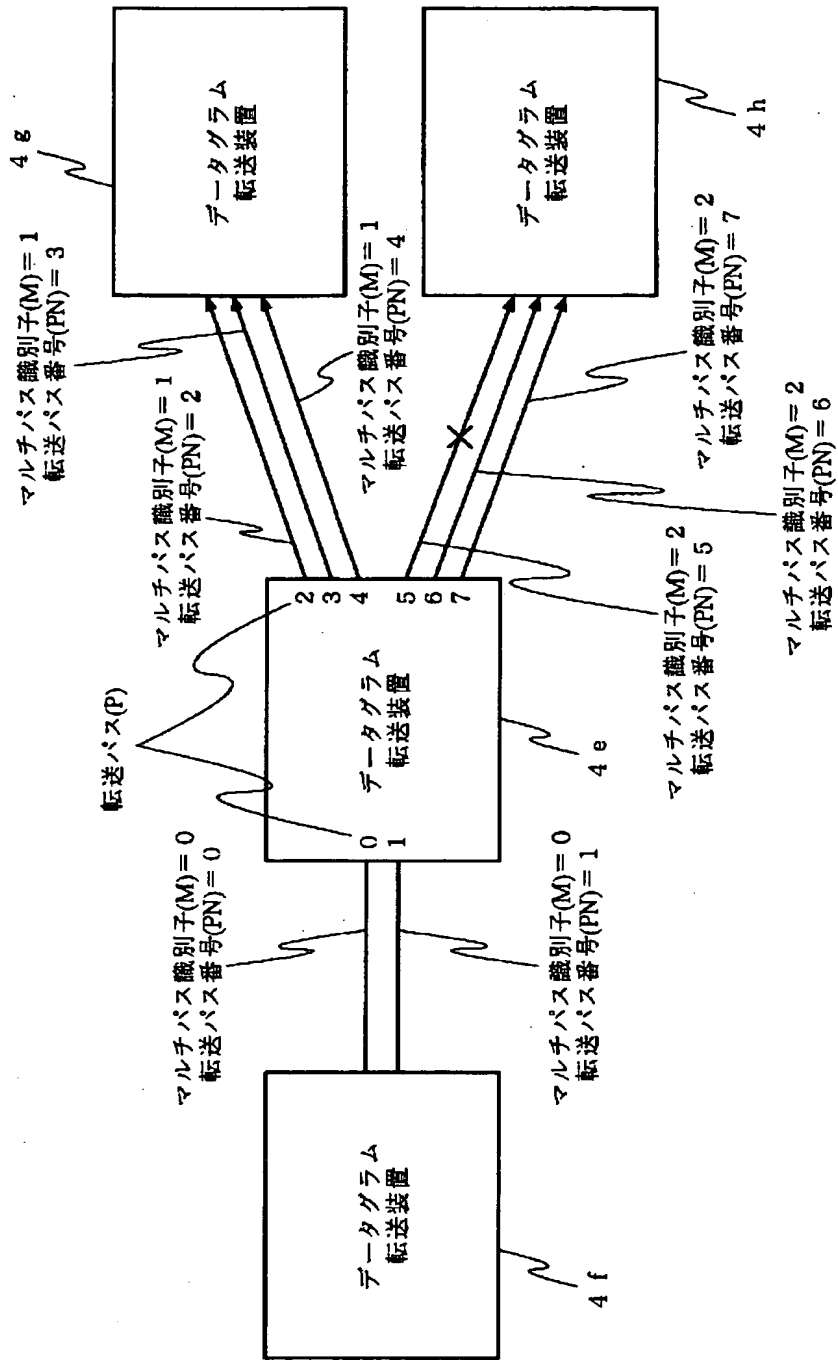 データグラム
転送装置
4 f
マルチパス識別子(M)= 0
転送パス番号(PN)= 0
マルチパス識別子(M)= 0
転送パス番号(PN)= 1
転送パス(P)
0
1
データグラム
転送装置
2
3
4
5
6
7
4 e
マルチパス識別子(M)= 1
転送パス番号(PN)= 2
マルチパス識別子(M)= 1
転送パス番号(PN)= 3
マルチパス識別子(M)= 1
転送パス番号(PN)= 4
マルチパス識別子(M)= 2
転送パス番号(PN)= 5
マルチパス識別子(M)= 2
転送パス番号(PN)= 6
マルチパス識別子(M)= 2
転送パス番号(PN)= 7
4 g
データグラム
転送装置
データグラム
転送装置
4 h